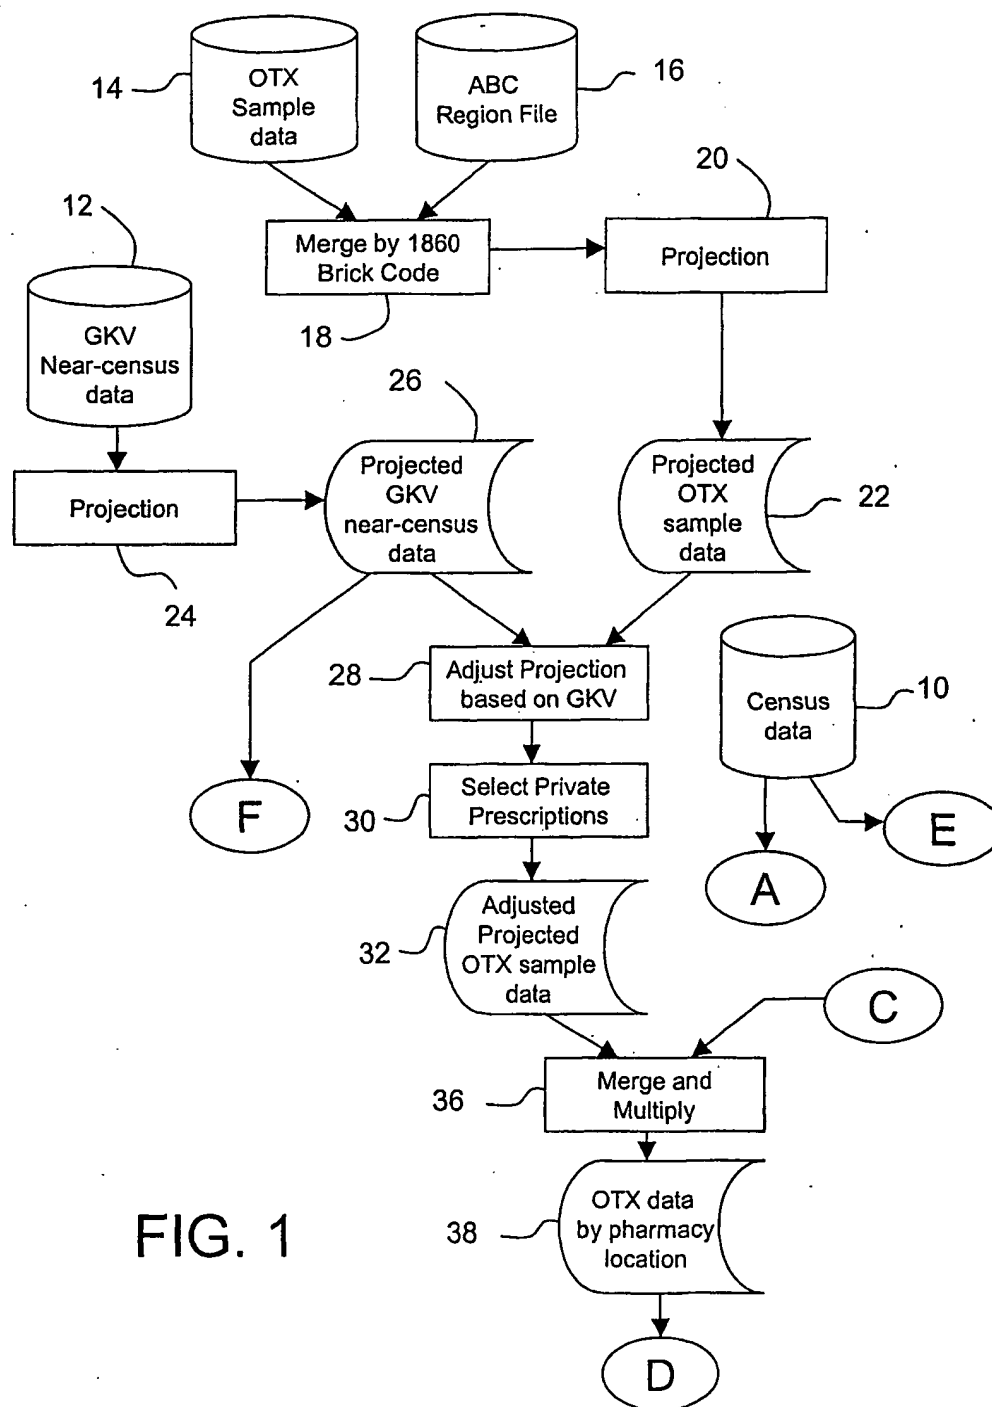 14
OTX
Sample
data
ABC
Region File
16
20
12
Merge by 1860
Brick Code
Projection
18
GKV
Near-census
data
26
Projection
24
Projected
GKV
near-census
data
Projected
OTX
sample
data
22
28
Adjust Projection
based on GKV
Census
data
10
F
30
Select Private
Prescriptions
E
A
32
Adjusted
Projected
OTX sample
data
C
36
Merge and
Multiply
38
OTX data
by pharmacy
location
FIG. 1
D